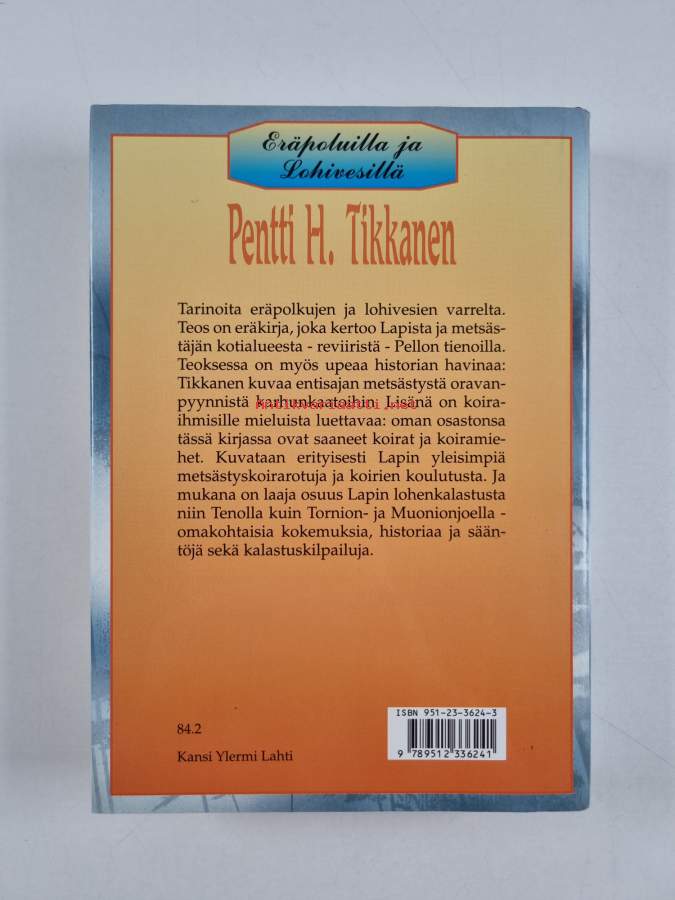 Eräpoluilla ja
Lohivesillä
Pentti H. Tikkanen
Tarinoita eräpolkujen ja lohivesien varrelta.
Teos on eräkirja, joka kertoo Lapista ja metsäs-
täjän kotialueesta - reviiristä - Pellon tienoilla.
Teoksessa on myös upeaa historian havinaa:
Tikkanen kuvaa entisajan metsästystä oravan-
pyynnistä karhunkaatoihin. Lisänä on koira-
Antikvariaatti.net
ihmisille mieluista luettavaa: oman osastonsa
tässä kirjassa ovat saaneet koirat ja koiramie-
het. Kuvataan erityisesti Lapin yleisimpiä
metsästyskoirarotuja ja koirien koulutusta. Ja
mukana on laaja osuus Lapin lohenkalastusta
niin Tenolla kuin Tornion- ja Muonionjoella -
omakohtaisia kokemuksia, historiaa ja sään-
töjä sekä kalastuskilpailuja.
ISBN 951-23-3624-3
84.2
9 789512 336241
Kansi Ylermi Lahti